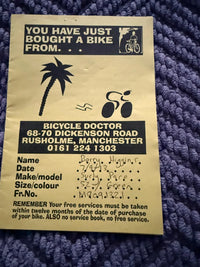 YOU HAVE JUST
BOUGHT A BIKE
FROM. . .
BICYCLE DOCTOR
68-70 DICKENSON ROAD
RUSHOLME, MANCHESTER
0161 224 1303
Name
Date
Make/model
Size/colour
Fr.No.
REMEMBER Your free services must be taken
within twelve months of the date of purchase
of your bike. ALSO no service book, no free service.